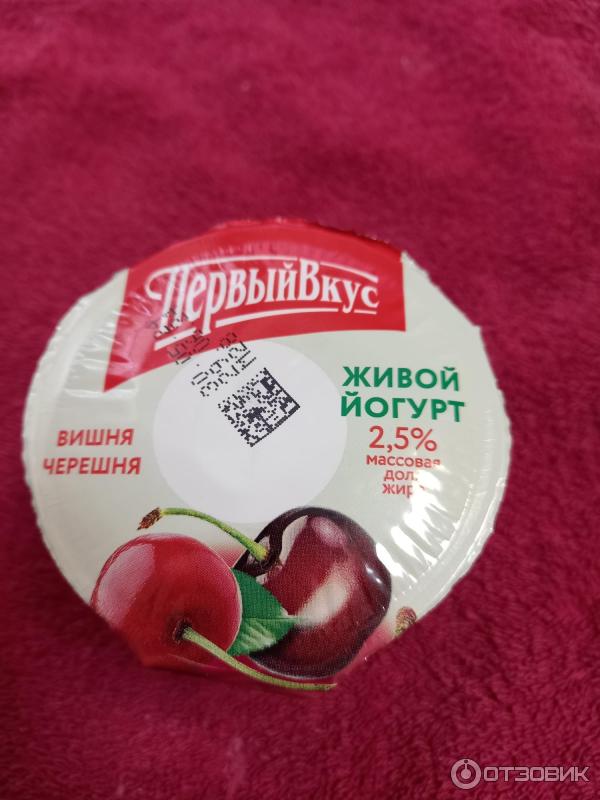 ПервыйВкус
ЖИВОЙ
ЙОГУРТ
2,5%
массовая
ВИШНЯ
ЧЕРЕШНЯ
ОТЗОВИК